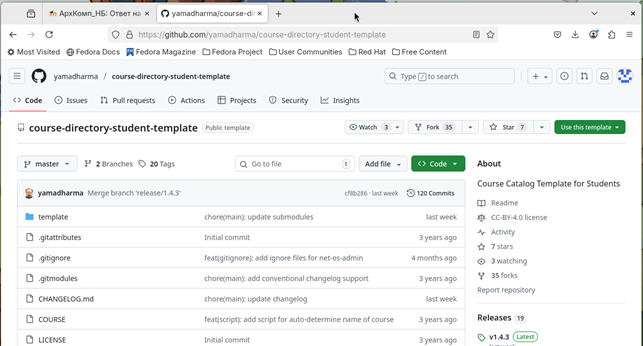 АрхКомп_НБ: Ответ на
yamadharma/course-di
https://github.com/yamadharma/course-directory-student-template
Most Visited Fedora Docs Fedora Magazine Fedora Project User Communities Red Hat Free Content
yamadharma / course-directory-student-template
Type / to search
Code Issues Pull requests Actions Projects Security Insights
course-directory-student-template Public template
Watch 3 Fork 35 Star 7 Use this template
master 2 Branches 20 Tags Go to file t Add file Code
yamadharma Merge branch 'release/1.4.3' cf8b286 · last week 120 Commits
template chore(main): update submodules last week
.gitattributes Initial commit 3 years ago
.gitignore feat(gitignore): add ignore files for net-os-admin 4 months ago
.gitmodules chore(main): add conventional changelog support 3 years ago
CHANGELOG.md chore(main): update changelog last week
COURSE feat(script): add script for auto-determine name of course 3 years ago
LICENSE Initial commit 3 years ago
About
Course Catalog Template for Students
Readme
CC-BY-4.0 license
Activity
7 stars
3 watching
35 forks
Report repository
Releases 19
v1.4.3 Latest